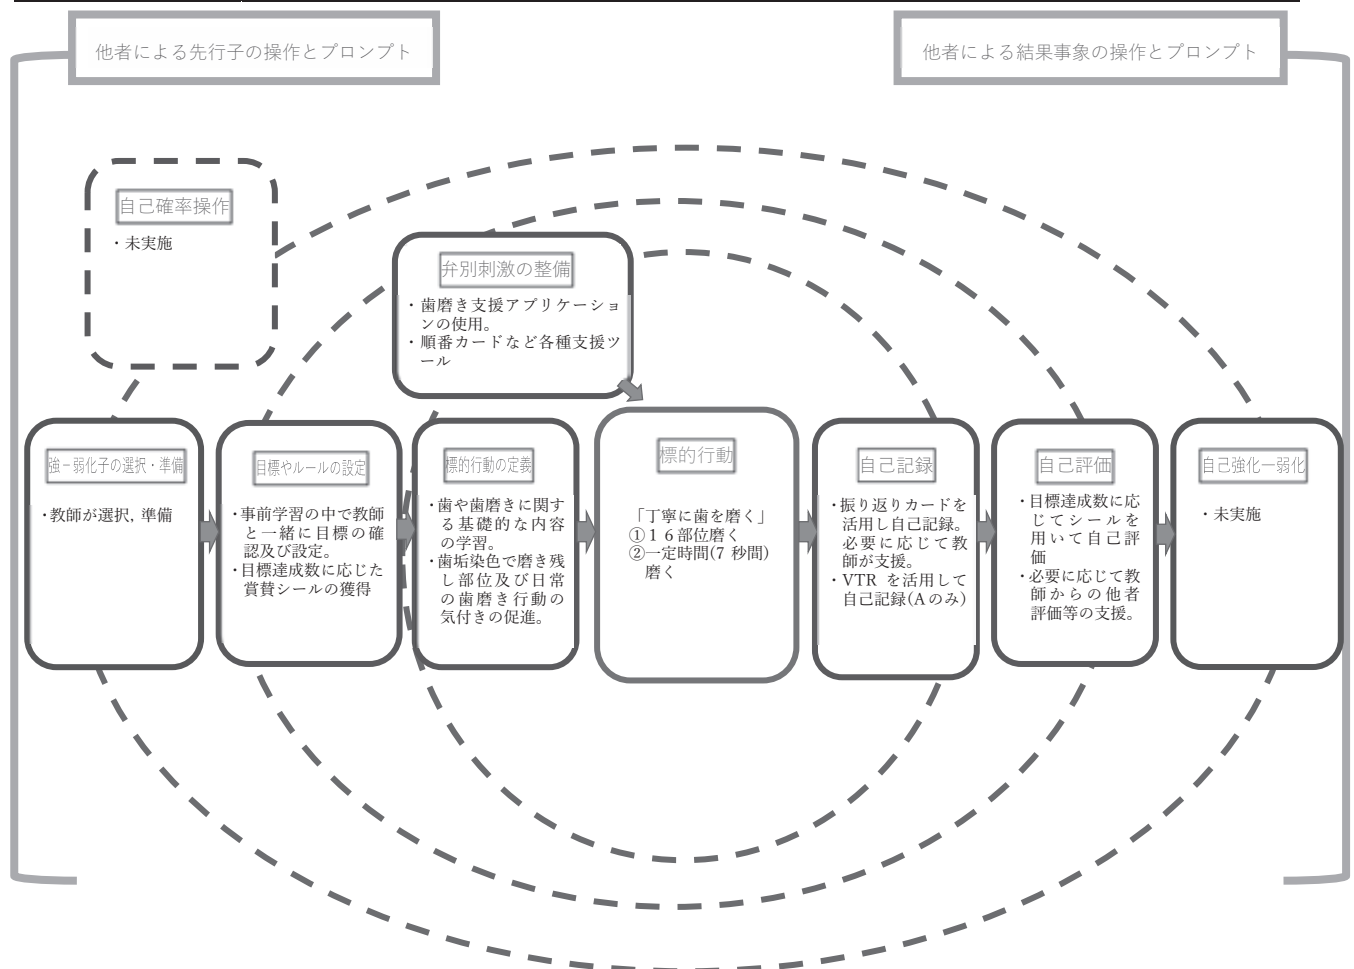 他者による先行子の操作とプロンプト
他者による結果事象の操作とプロンプト
自己確率操作
・未実施
弁別刺激の整備
・歯磨き支援アプリケーショ
ンの使用。
・順番カードなど各種支援ツ
ール
強－弱化子の選択・準備
・教師が選択, 準備
目標やルールの設定
・事前学習の中で教師
と一緒に目標の確
認及び設定。
・目標達成数に応じた
賞賛シールの獲得
標的行動の定義
・歯や歯磨きに関す
る基礎的な内容
の学習。
・歯垢染色で磨き残
し部位及び日常
の歯磨き行動の
気付きの促進。
標的行動
「丁寧に歯を磨く」
①１６部位磨く
②一定時間(7 秒間)
磨く
自己記録
・振り返りカードを
活用し自己記録。
必要に応じて教
師が支援。
・VTR を活用して
自己記録(Aのみ)
自己評価
・目標達成数に応
じてシールを
用いて自己評
価
・必要に応じて教
師からの他者
評価等の支援。
自己強化ー弱化
・未実施